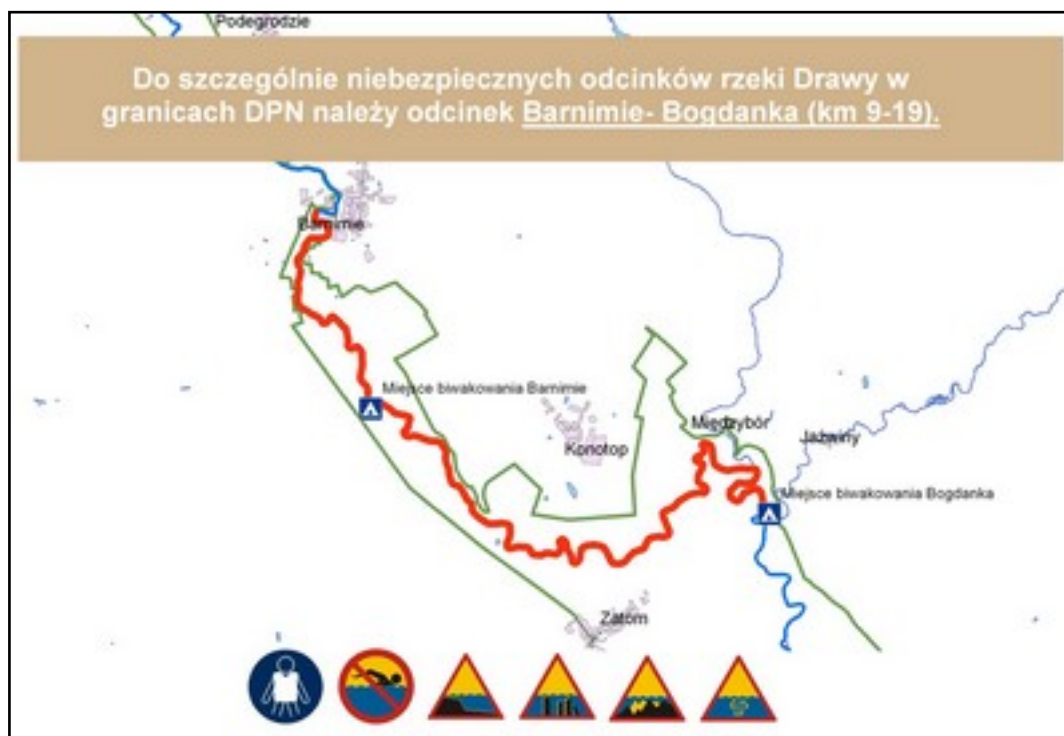 Podegrodzie
Do szczególnie niebezpiecznych odcinków rzeki Drawy w
granicach DPN należy odcinek Barnimie- Bogdanka (km 9-19).
Barnimie
Miejsce biwakowania Barnimie
Międzybór
Konotop
Jaźwiny
Miejsce biwakowania Bogdanka
Zatom